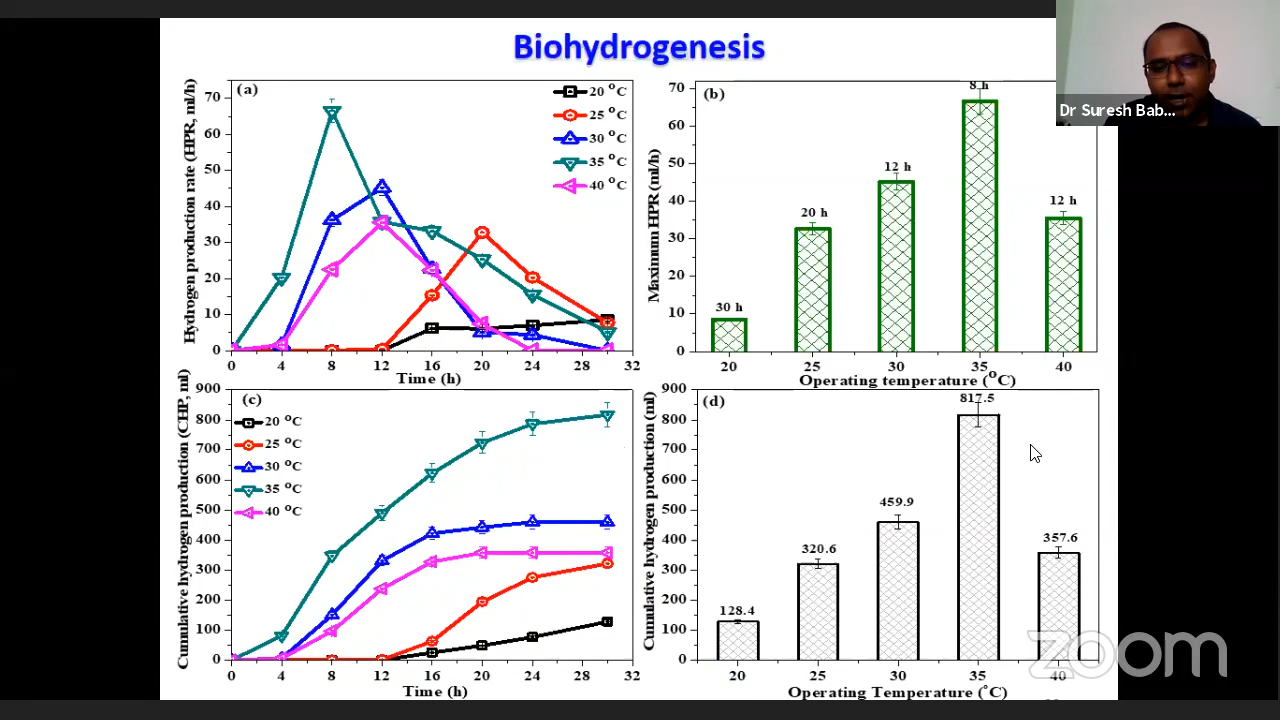 Biohydrogenesis
Dr Suresh Bab...
(a)
Hydrogen production rate (HPR, ml/h)
70
60
50
40
30
20
10
0
20 °C
25 °C
30 °C
35 °C
40 °C
0 4 8 12 16 20 24 28 32
Time (h)
(b)
Maximum HPR (ml/h)
70
60
50
40
30
20
10
0
30 h
20 h
12 h
8 h
12 h
20 25 30 35 40
Operating temperature (°C)
(c)
Cumulative hydrogen production (CHP, ml)
900
800
700
600
500
400
300
200
100
0
20 °C
25 °C
30 °C
35 °C
40 °C
0 4 8 12 16 20 24 28 32
Time (h)
(d)
Cumulative hydrogen production (ml)
900
800
700
600
500
400
300
200
100
0
128.4
320.6
459.9
817.5
357.6
20 25 30 35 40
Operating Temperature (°C)
zoom